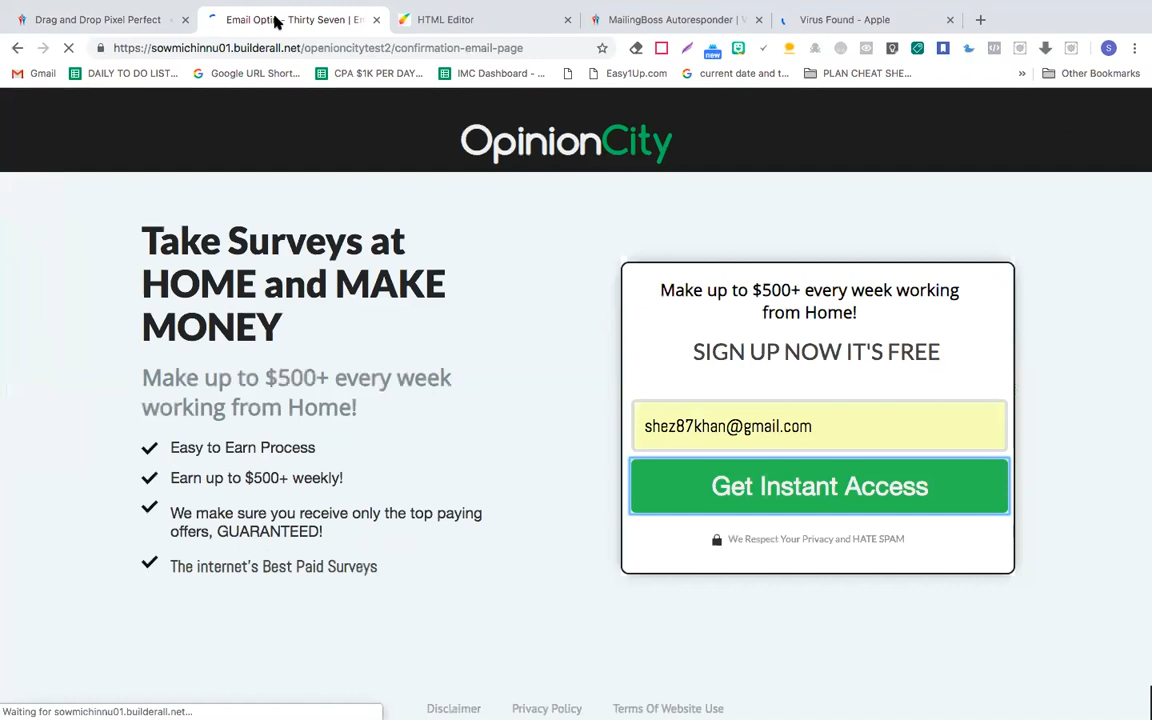 Drag and Drop Pixel Perfect
Email Opti - Thirty Seven | Em
HTML Editor
MailingBoss Autoresponder | V
Virus Found - Apple
https://sowmichinnu01.builderall.net/openioncitytest2/confirmation-email-page
new
S
Gmail
DAILY TO DO LIST...
Google URL Short...
CPA $1K PER DAY...
IMC Dashboard - ...
Easy1Up.com
current date and t...
PLAN CHEAT SHE...
Other Bookmarks
OpinionCity
Take Surveys at
HOME and MAKE
MONEY
Make up to $500+ every week
working from Home!
Easy to Earn Process
Earn up to $500+ weekly!
We make sure you receive only the top paying
offers, GUARANTEED!
The internet's Best Paid Surveys
Make up to $500+ every week working
from Home!
SIGN UP NOW IT'S FREE
shez87khan@gmail.com
Get Instant Access
We Respect Your Privacy and HATE SPAM
Disclaimer
Privacy Policy
Terms Of Website Use
Waiting for sowmichinnu01.builderall.net...